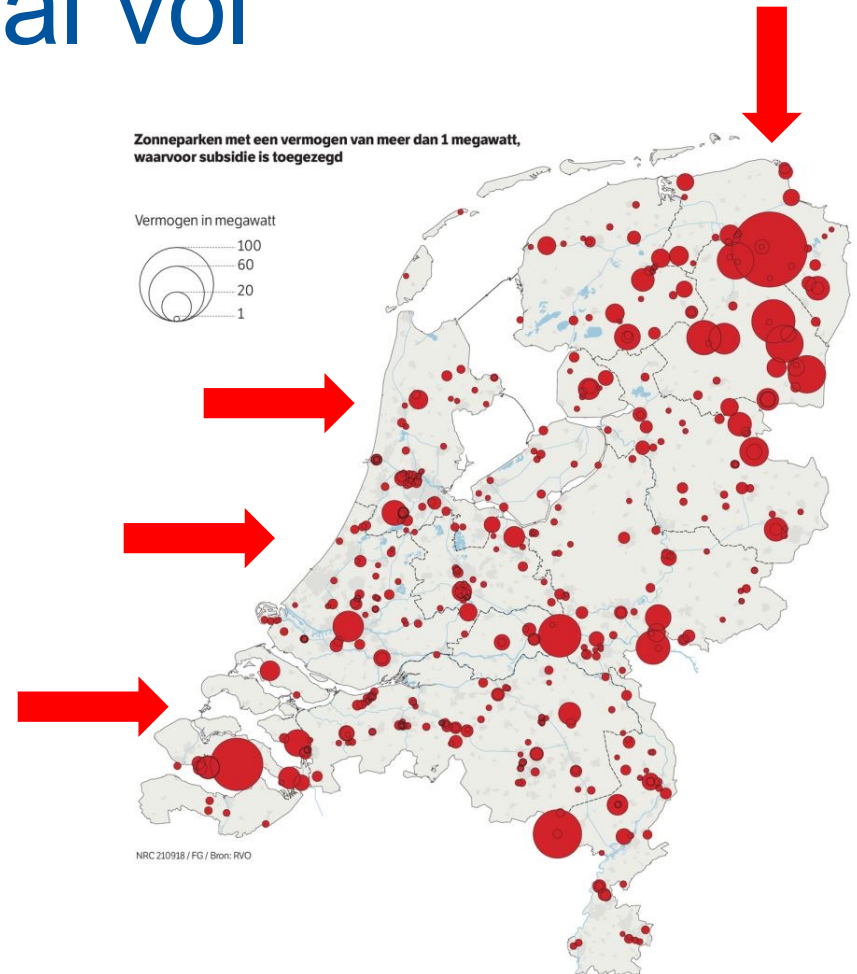 al vol
Zonneparken met een vermogen van meer dan 1 megawatt,
waarvoor subsidie is toegezegd
Vermogen in megawatt
100
60
20
1
NRC 210918 / FG / Bron: RVO